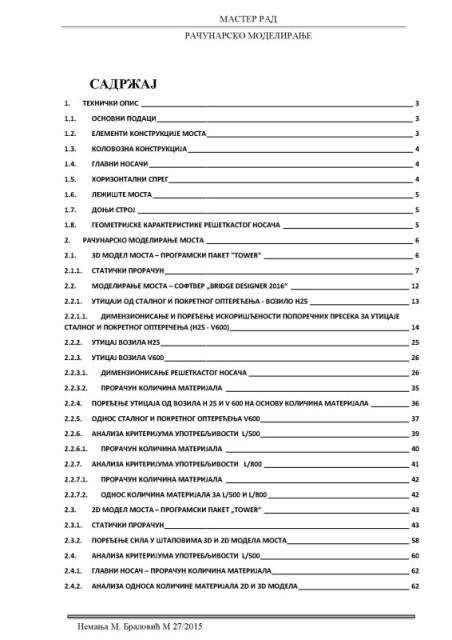 МАСТЕР РАД
РАЧУНАРСКО МОДЕЛИРАЊЕ
САДРЖАЈ
1. ТЕХНИЧКИ ОПИС 3
1.1. ОСНОВНИ ПОДАЦИ 3
1.2. ЕЛЕМЕНТИ КОНСТРУКЦИЈЕ МОСТА 3
1.3. КОЛОВОЗНА КОНСТРУКЦИЈА 4
1.4. ГЛАВНИ НОСАЧИ 4
1.5. ХОРИЗОНТАЛНИ СПРЕГ 4
1.6. ЛЕЖИШТЕ МОСТА 5
1.7. ДОЊИ СТРОЈ 5
1.8. ГЕОМЕТРИЈСКЕ КАРАКТЕРИСТИКЕ РЕШЕТКАСТОГ НОСАЧА 5
2. РАЧУНАРСКО МОДЕЛИРАЊЕ МОСТА 6
2.1. 3D МОДЕЛ МОСТА – ПРОГРАМСКИ ПАКЕТ "TOWER" 6
2.1.1. СТАТИЧКИ ПРОРАЧУН 7
2.2. МОДЕЛИРАЊЕ МОСТА – СОФТВЕР „BRIDGE DESIGNER 2016" 12
2.2.1. УТИЦАЈИ ОД СТАЛНОГ И ПОКРЕТНОГ ОПТЕРЕЂЕЊА - ВОЗИЛО H25 13
2.2.1.1. ДИМЕНЗИОНИСАЊЕ И ПОРЕЂЕЊЕ ИСКОРИШЋЕНОСТИ ПОПОРЕЧНИХ ПРЕСЕКА ЗА УТИЦАЈЕ
СТАЛНОГ И ПОКРЕТНОГ ОПТЕРЕЧЕЊА (H25 - V600) 14
2.2.2. УТИЦАЈ ВОЗИЛА H25 25
2.2.3. УТИЦАЈ ВОЗИЛА V600 26
2.2.3.1. ДИМЕНЗИОНИСАЊЕ РЕШЕТКАСТОГ НОСАЧА 26
2.2.3.2. ПРОРАЧУН КОЛИЧИНА МАТЕРИЈАЛА 35
2.2.4. ПОРЕЂЕЊЕ УТИЦАЈА ОД ВОЗИЛА H 25 И V 600 НА ОСНОВУ КОЛИЧИНА МАТЕРИЈАЛА 36
2.2.5. ОДНОС СТАЛНОГ И ПОКРЕТНОГ ОПТЕРЕЂЕЊА V600 37
2.2.6. АНАЛИЗА КРИТЕРИЈУМА УПОТРЕБЉИВОСТИ L/500 39
2.2.6.1. ПРОРАЧУН КОЛИЧИНА МАТЕРИЈАЛА 40
2.2.7. АНАЛИЗА КРИТЕРИЈУМА УПОТРЕБЉИВОСТИ L/800 41
2.2.7.1. ПРОРАЧУН КОЛИЧИНА МАТЕРИЈАЛА 42
2.2.7.2. ОДНОС КОЛИЧИНА МАТЕРИЈАЛА ЗА L/500 И L/800 42
2.3. 2D МОДЕЛ МОСТА – ПРОГРАМСКИ ПАКЕТ „TOWER" 43
2.3.1. СТАТИЧКИ ПРОРАЧУН 43
2.3.2. ПОРЕЂЕЊЕ СИЛА У ШТАПОВИМА 3D И 2D МОДЕЛА МОСТА 58
2.4. АНАЛИЗА КРИТЕРИЈУМА УПОТРЕБЉИВОСТИ L/500 60
2.4.1. ГЛАВНИ НОСАЧ – ПРОРАЧУН КОЛИЧИНА МАТЕРИЈАЛА 62
2.4.2. АНАЛИЗА ОДНОСА КОЛИЧИНЕ МАТЕРИЈАЛА 2D И 3D МОДЕЛА 62
Немања М. Браловић М 27/2015